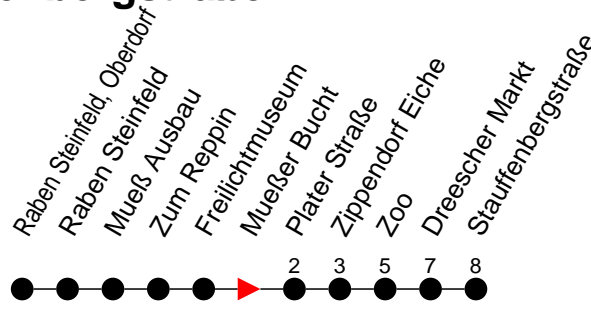 Raben Steinfeld, Oberdorf
Raben Steinfeld
Mueß Ausbau
Zum Reppin
Freilichtmuseum
Mueßer Bucht
Plater Straße
Zippendorf Eiche
Zoo
Dreescher Markt
Stauffenbergstraße
2 3 5 7 8